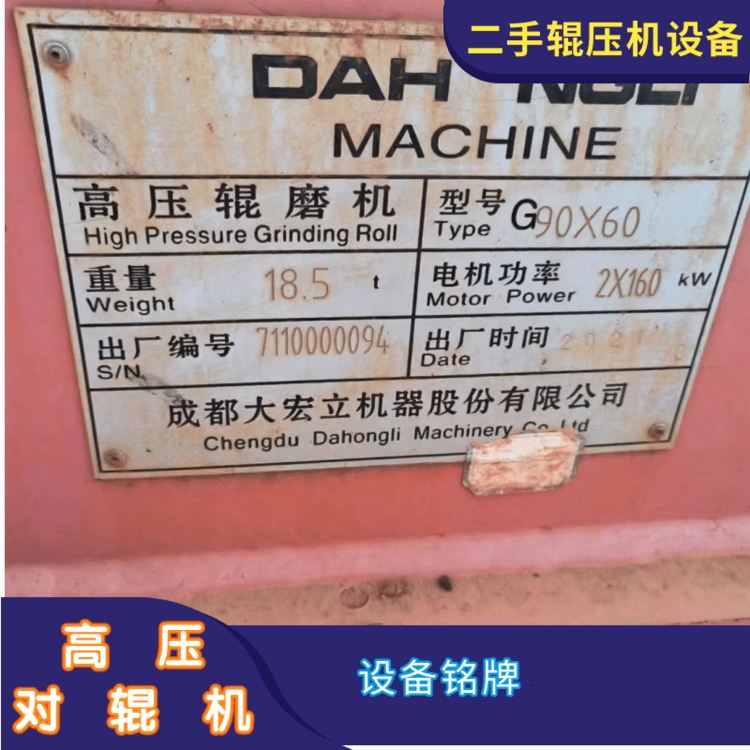 二手辊压机设备
DAH NGLI
MACHINE
高压辊磨机
High Pressure Grinding Roll
型号 G90X60
Type
重量 18.5 t
Weight
电机功率 2X160 kW
Motor Power
出厂编号 7110000094
S/N
出厂时间
Date
成都大宏立机器股份有限公司
Chengdu Dahongli Machinery Co Ltd
高压
对辊机
设备铭牌